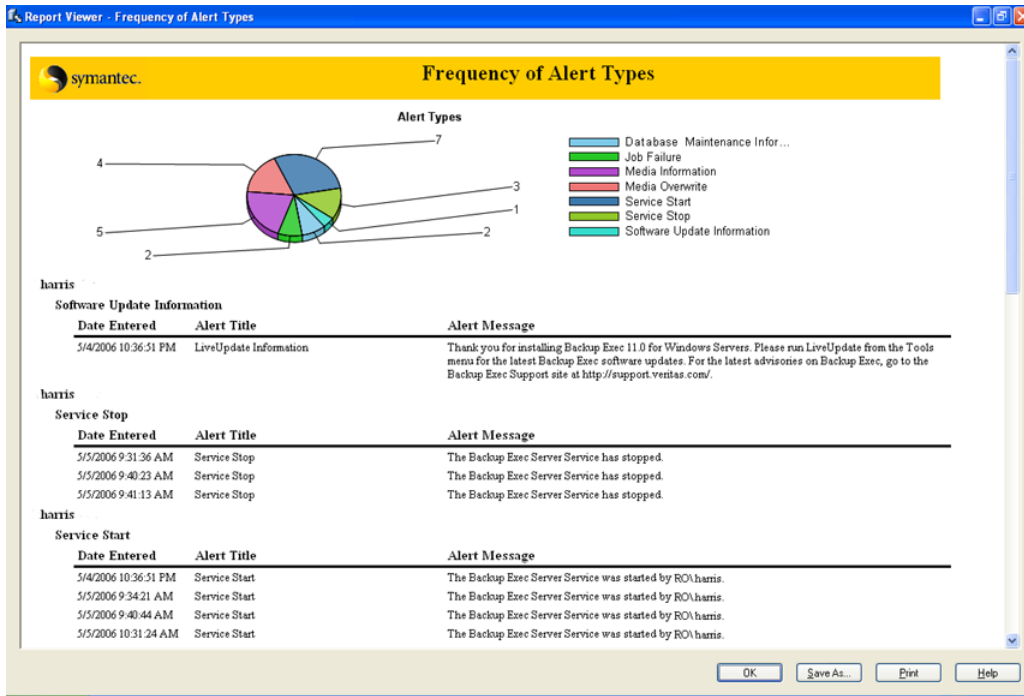 Report Viewer - Frequency of Alert Types
symantec.
Frequency of Alert Types
Alert Types
7
4
3
1
5
2
2
Database Maintenance Infor...
Job Failure
Media Information
Media Overwrite
Service Start
Service Stop
Software Update Information
harris
Software Update Information
Date Entered Alert Title Alert Message
5/4/2006 10:36:51 PM LiveUpdate Information Thank you for installing Backup Exec 11.0 for Windows Servers. Please run LiveUpdate from the Tools
menu for the latest Backup Exec software updates. For the latest advisories on Backup Exec, go to the
Backup Exec Support site at http://support.veritas.com/.
harris
Service Stop
Date Entered Alert Title Alert Message
5/5/2006 9:31:36 AM Service Stop The Backup Exec Server Service has stopped.
5/5/2006 9:40:23 AM Service Stop The Backup Exec Server Service has stopped.
5/5/2006 9:41:13 AM Service Stop The Backup Exec Server Service has stopped.
harris
Service Start
Date Entered Alert Title Alert Message
5/4/2006 10:36:51 PM Service Start The Backup Exec Server Service was started by RO\harris.
5/5/2006 9:34:21 AM Service Start The Backup Exec Server Service was started by RO\harris.
5/5/2006 9:40:44 AM Service Start The Backup Exec Server Service was started by RO\harris.
5/5/2006 10:31:24 AM Service Start The Backup Exec Server Service was started by RO\harris.
OK Save As... Print Help